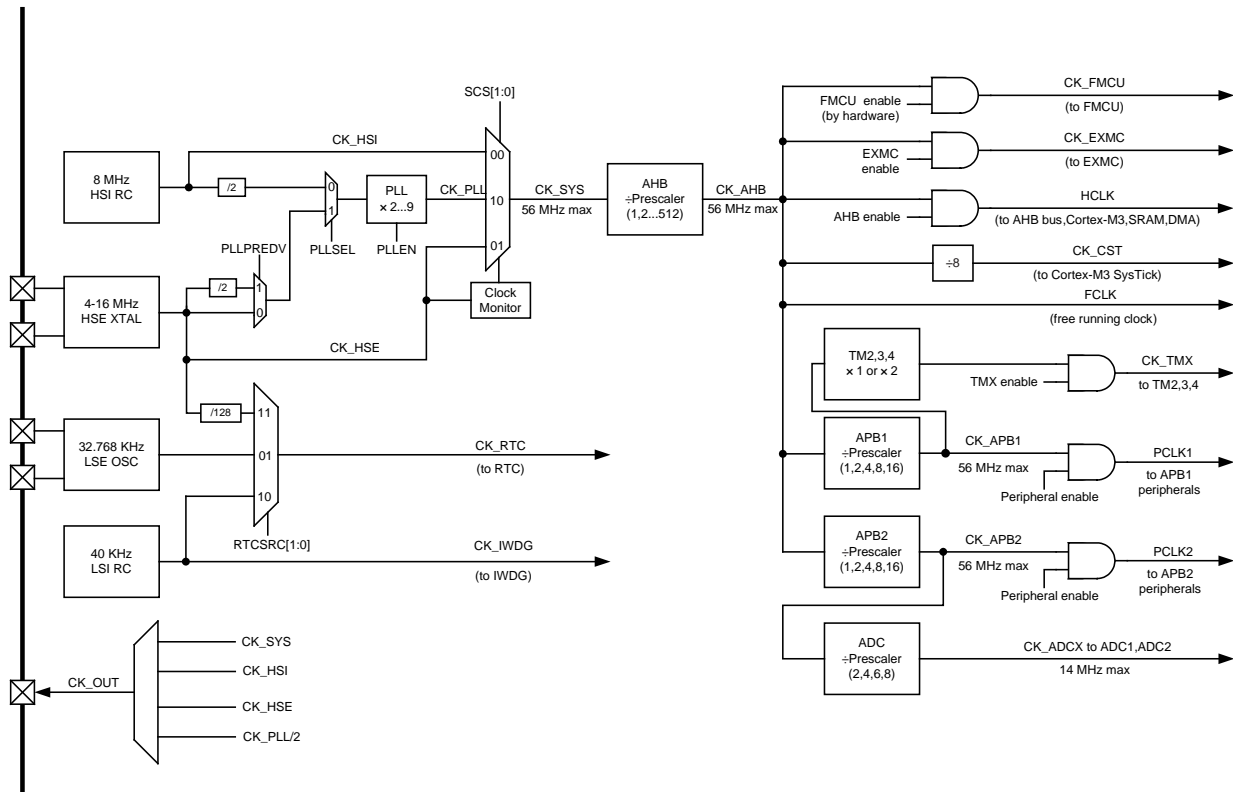 SCS[1:0]
CK_HSI
8 MHz
HSI RC
/2
0
1
PLL
× 2...9
CK_PLL
00
10
01
CK_SYS
56 MHz max
AHB
÷Prescaler
(1,2...512)
CK_AHB
56 MHz max
PLLPREDV
PLLSEL
PLLEN
4-16 MHz
HSE XTAL
/2
1
0
Clock
Monitor
CK_HSE
/128
11
01
10
32.768 KHz
LSE OSC
CK_RTC
(to RTC)
RTCSRC[1:0]
40 KHz
LSI RC
CK_IWDG
(to IWDG)
CK_OUT
CK_SYS
CK_HSI
CK_HSE
CK_PLL/2
FMCU enable
(by hardware)
CK_FMCU
(to FMCU)
EXMC
enable
CK_EXMC
(to EXMC)
AHB enable
HCLK
(to AHB bus,Cortex-M3,SRAM,DMA)
÷8
CK_CST
(to Cortex-M3 SysTick)
FCLK
(free running clock)
TM2,3,4
× 1 or × 2
TMX enable
CK_TMX
to TM2,3,4
APB1
÷Prescaler
(1,2,4,8,16)
CK_APB1
56 MHz max
Peripheral enable
PCLK1
to APB1
peripherals
APB2
÷Prescaler
(1,2,4,8,16)
CK_APB2
56 MHz max
Peripheral enable
PCLK2
to APB2
peripherals
ADC
÷Prescaler
(2,4,6,8)
CK_ADCX to ADC1,ADC2
14 MHz max